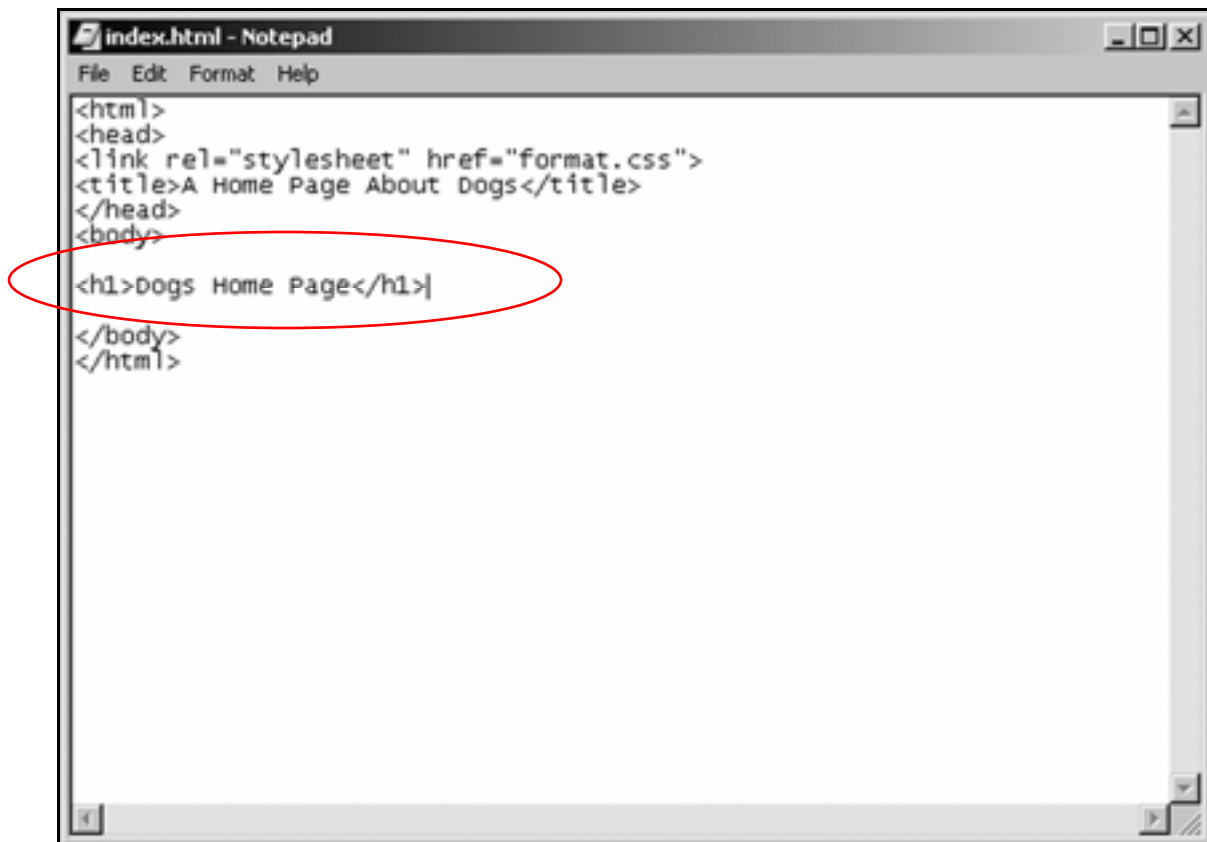 index.html - Notepad
File Edit Format Help
<html>
<head>
<link rel="stylesheet" href="format.css">
<title>A Home Page About Dogs</title>
</head>
<body>
<h1>Dogs Home Page</h1>
</body>
</html>